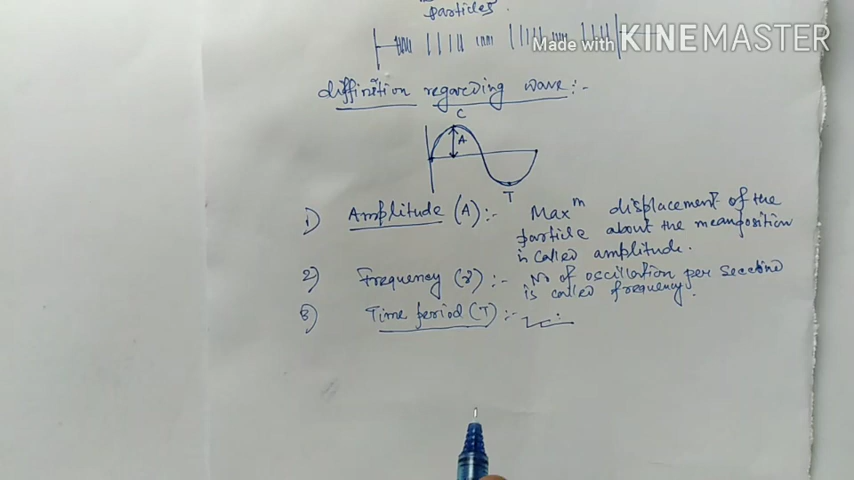 particles.
Made with KINEMASTER
diffinition regarding wave :-
C
A
T
1) Amplitude (A) :- Max^m displacement of the
particle about the meanposition
is called amplitude.
2) Frequency (ν) :- No of oscillation per second
is called frequency.
3) Time period (T) :-